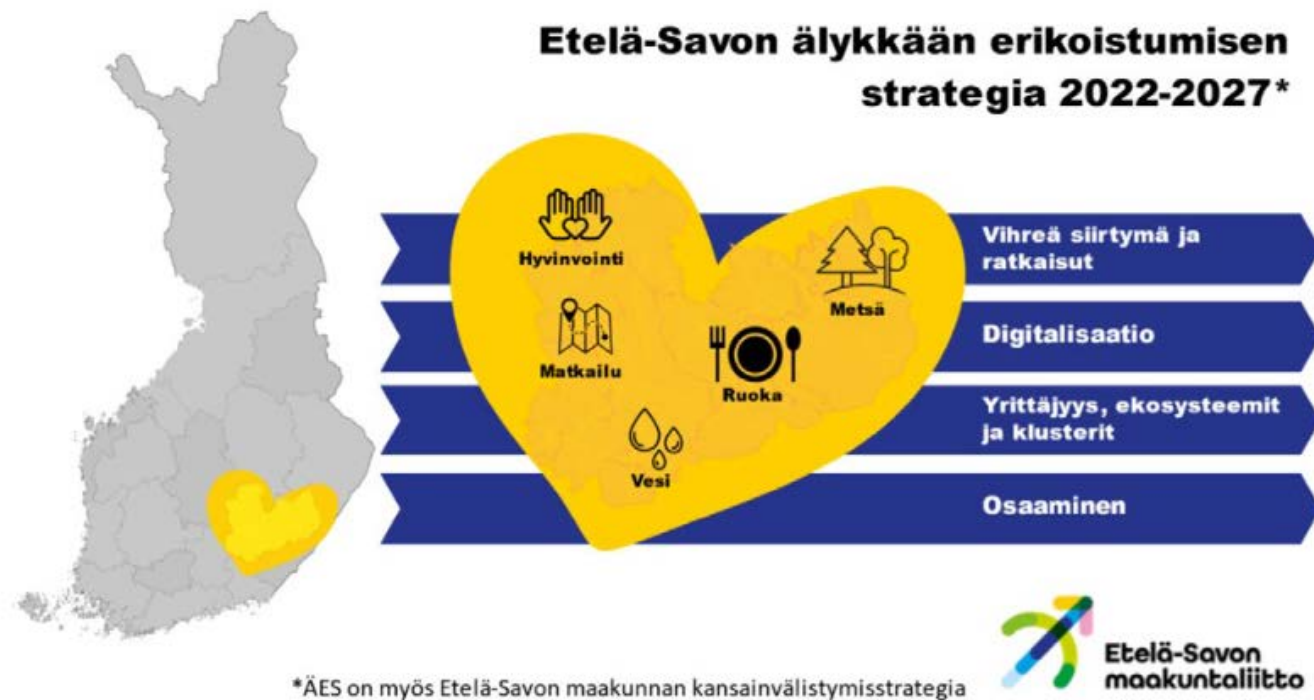 Etelä-Savon älykkään erikoistumisen
strategia 2022-2027*
Hyvinvointi
Metsä
Matkailu
Ruoka
Vesi
Vihreä siirtymä ja
ratkaisut
Digitalisaatio
Yrittäjyys, ekosysteemit
ja klusterit
Osaaminen
Etelä-Savon
maakuntaliitto
*ÄES on myös Etelä-Savon maakunnan kansainvälistymisstrategia